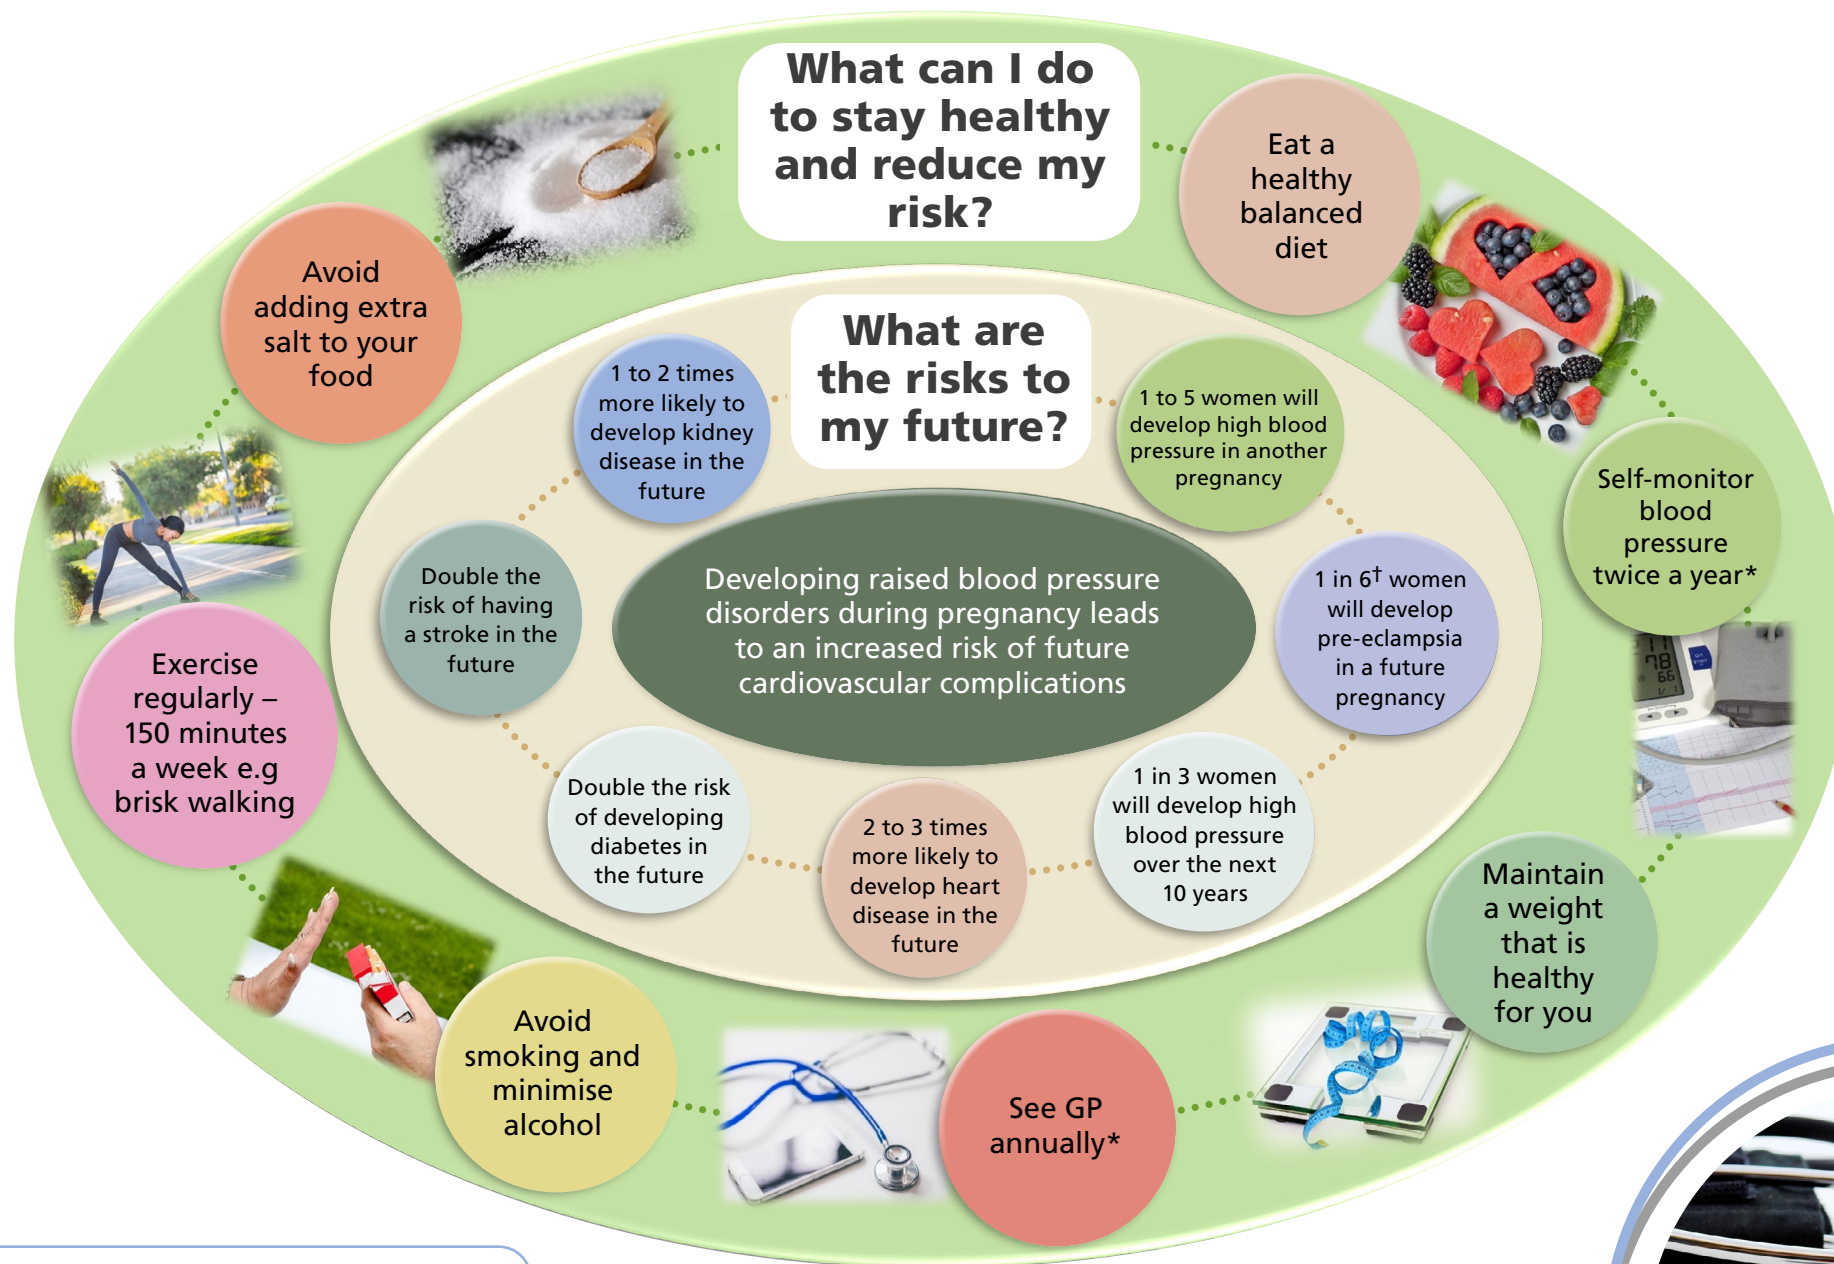 What can I do
to stay healthy
and reduce my
risk?
Eat a
healthy
balanced
diet
Self-monitor
blood
pressure
twice a year*
Maintain
a weight
that is
healthy
for you
See GP
annually*
Avoid
smoking and
minimise
alcohol
Exercise
regularly –
150 minutes
a week e.g
brisk walking
Avoid
adding extra
salt to your
food
What are
the risks to
my future?
1 to 5 women will
develop high blood
pressure in another
pregnancy
1 in 6† women
will develop
pre-eclampsia
in a future
pregnancy
1 in 3 women
will develop high
blood pressure
over the next
10 years
2 to 3 times
more likely to
develop heart
disease in the
future
Double the risk
of developing
diabetes in
the future
Double the
risk of having
a stroke in the
future
1 to 2 times
more likely to
develop kidney
disease in the
future
Developing raised blood pressure
disorders during pregnancy leads
to an increased risk of future
cardiovascular complications
78
66